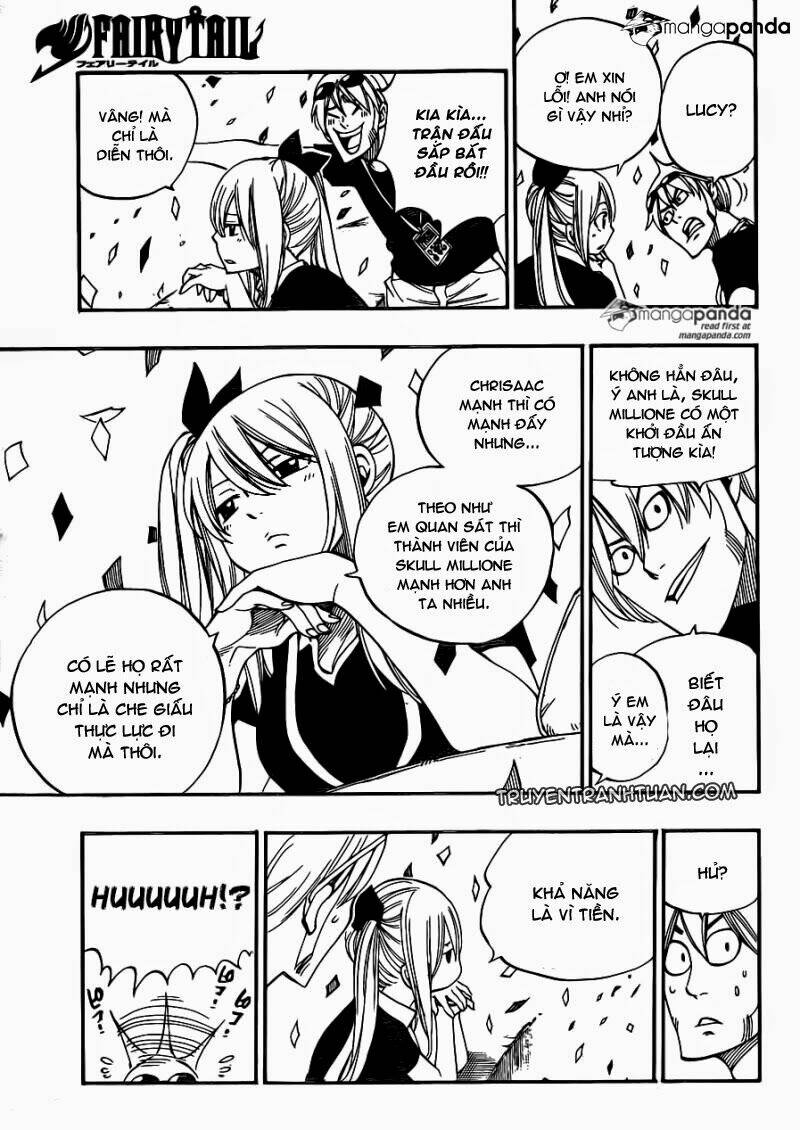 FAIRY TAIL
フェアリーテイル
mangapanda
LUCY?
Ơ! EM XIN
LỖI! ANH NÓI
GÌ VẬY NHỈ?
KIA KÌA...
TRẬN ĐẤU
SẮP BẮT
ĐẦU RỒI!!
VÂNG! MÀ
CHỈ LÀ
DIỄN THÔI.
mangapanda
read first at
mangapanda.com
KHÔNG HẲN ĐÂU,
Ý ANH LÀ, SKULL
MILLIONE CÓ MỘT
KHỞI ĐẦU ẤN
TƯỢNG KÌA!
BIẾT
ĐÂU
HỌ
LẠI
...
Ý EM
LÀ VẬY
MÀ...
CHRISAAC
MẠNH THÌ CÓ
MẠNH ĐẤY
NHƯNG...
THEO NHƯ
EM QUAN SÁT THÌ
THÀNH VIÊN CỦA
SKULL MILLIONE
MẠNH HƠN ANH
TA NHIỀU.
CÓ LẼ HỌ RẤT
MẠNH NHƯNG
CHỈ LÀ CHE GIẤU
THỰC LỰC ĐI
MÀ THÔI.
TRUYENTRANHTUAN.COM
HỬ?
KHẢ NĂNG
LÀ VÌ TIỀN.
HUUUUUH!?